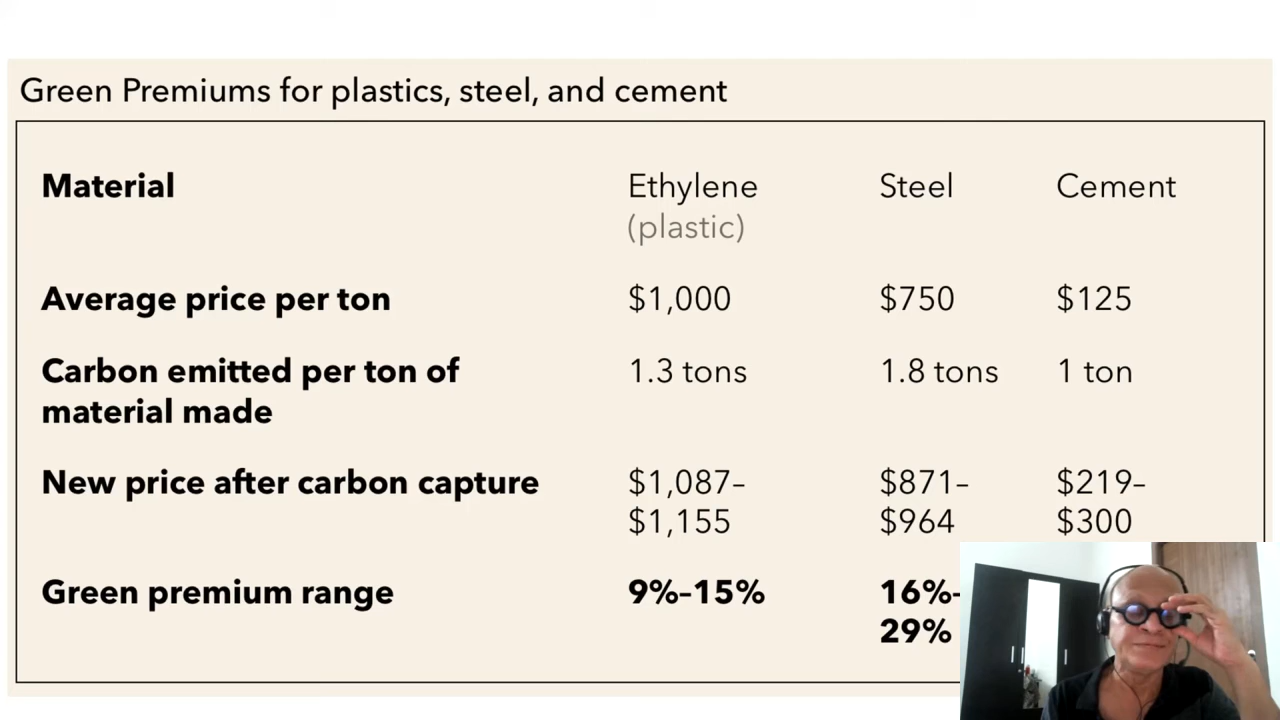 Green Premiums for plastics, steel, and cement
Material
Ethylene
(plastic)
Steel
Cement
Average price per ton
$1,000
$750
$125
Carbon emitted per ton of
material made
1.3 tons
1.8 tons
1 ton
New price after carbon capture
$1,087–
$1,155
$871–
$964
$219–
$300
Green premium range
9%–15%
16%–
29%